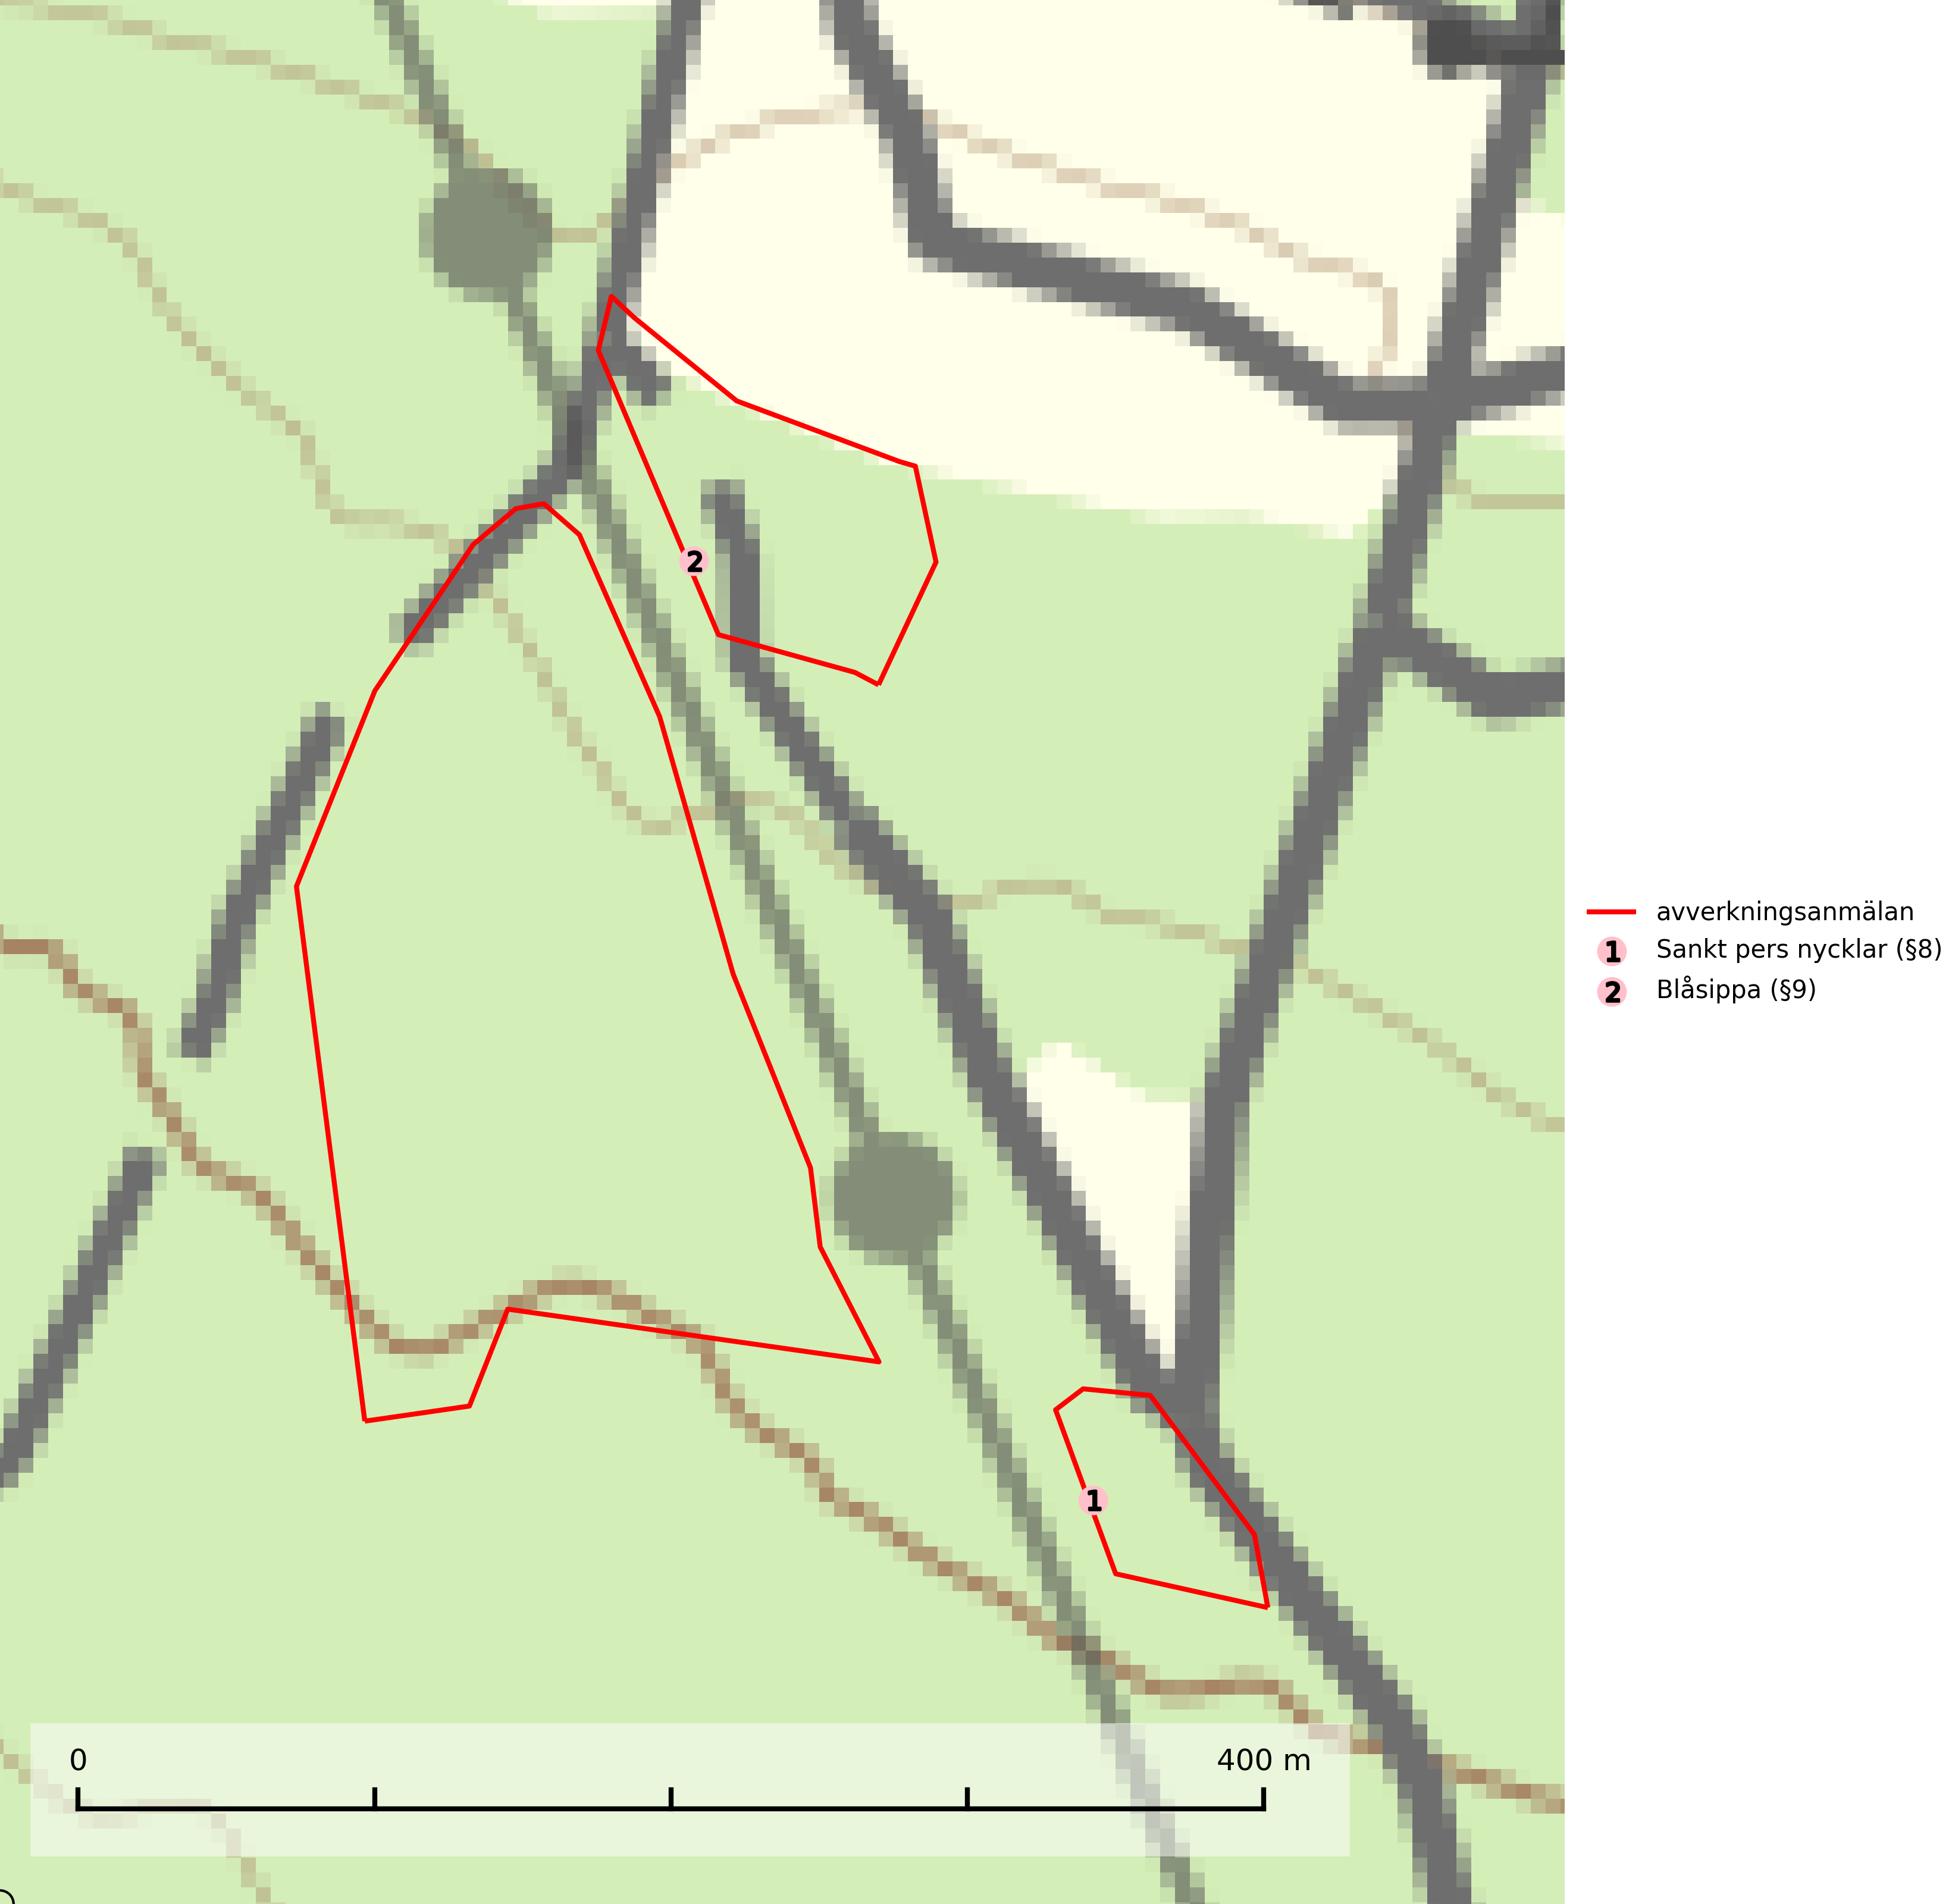 2
avverkningsanmälan
1 Sankt pers nycklar (§8)
2 Blåsippa (§9)
1
0 400 m